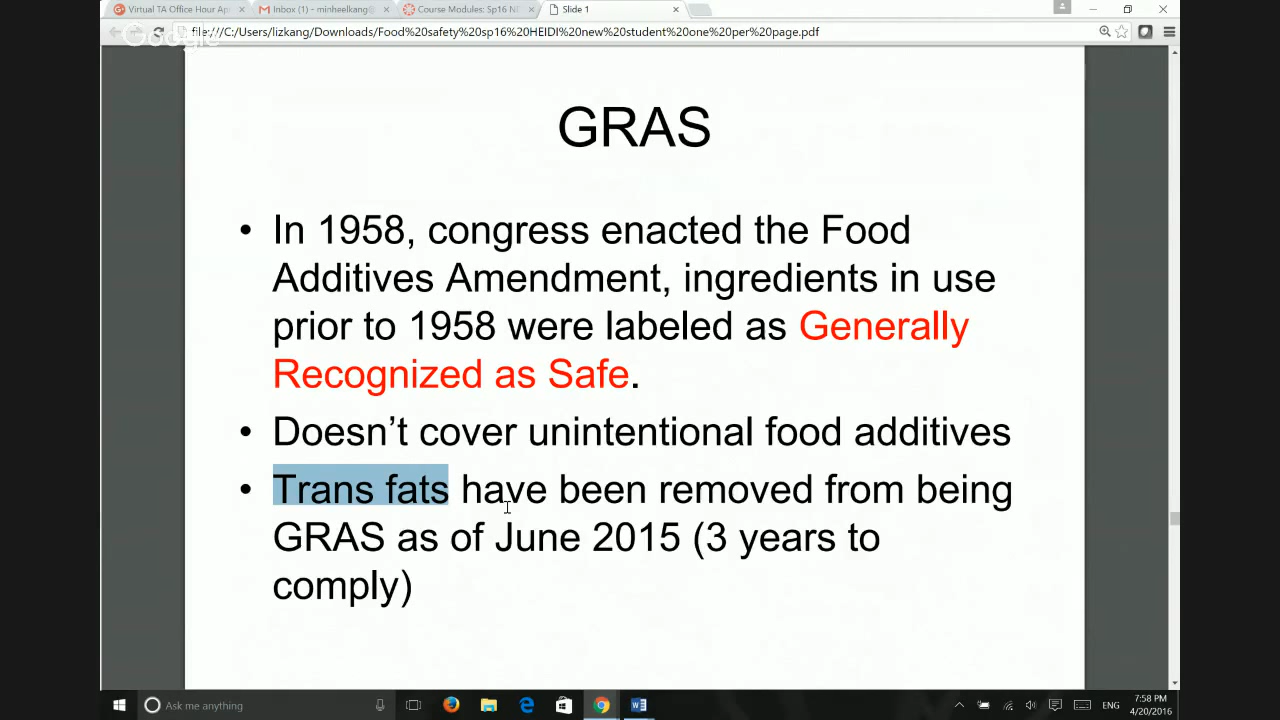 Virtual TA Office Hour Ap
Inbox (1) - minheelkang@
Course Modules: Sp16 N
Slide 1
Google
file:///C:/Users/lizkang/Downloads/Food%20safety%20sp16%20HEIDI%20new%20student%20one%20per%20page.pdf
GRAS
• In 1958, congress enacted the Food
Additives Amendment, ingredients in use
prior to 1958 were labeled as Generally
Recognized as Safe.
• Doesn't cover unintentional food additives
• Trans fats have been removed from being
GRAS as of June 2015 (3 years to
comply)
Ask me anything
ENG
7:58 PM
4/20/2016